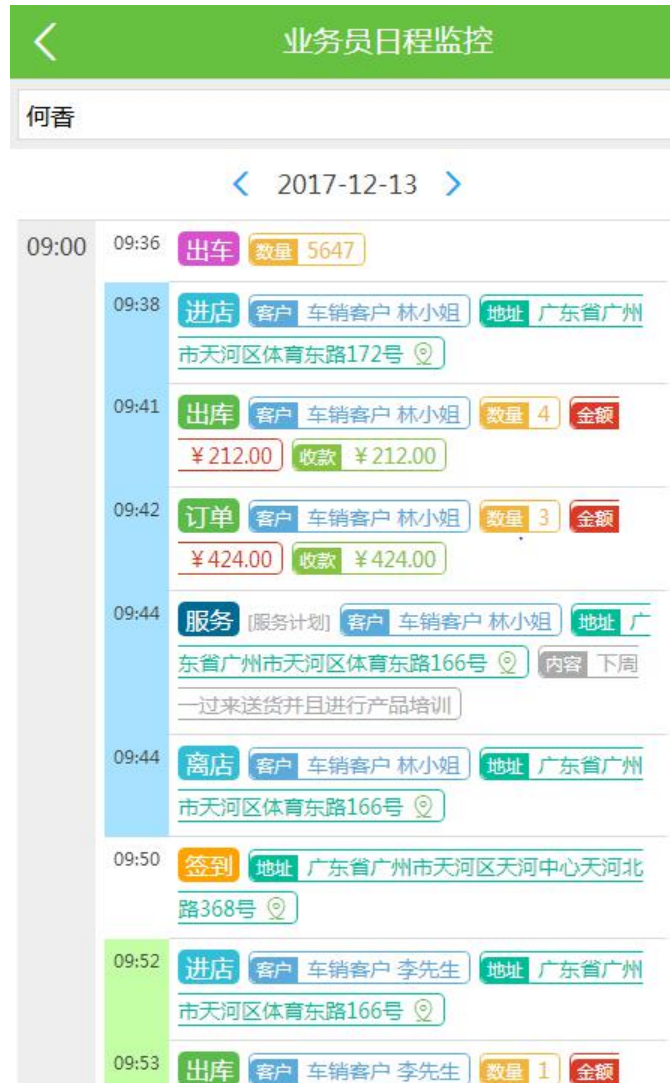 业务员日程监控
何香
2017-12-13
09:00 09:36 出车 数量 5647
09:38 进店 客户 车销客户 林小姐 地址 广东省广州
市天河区体育东路172号
09:41 出库 客户 车销客户 林小姐 数量 4 金额
¥212.00 收款 ¥212.00
09:42 订单 客户 车销客户 林小姐 数量 3 金额
¥424.00 收款 ¥424.00
09:44 服务 [服务计划] 客户 车销客户 林小姐 地址 广
东省广州市天河区体育东路166号 内容 下周
一过来送货并且进行产品培训
09:44 离店 客户 车销客户 林小姐 地址 广东省广州
市天河区体育东路166号
09:50 签到 地址 广东省广州市天河区天河中心天河北
路368号
09:52 进店 客户 车销客户 李先生 地址 广东省广州
市天河区体育东路166号
09:53 出库 客户 车销客户 李先生 数量 1 金额